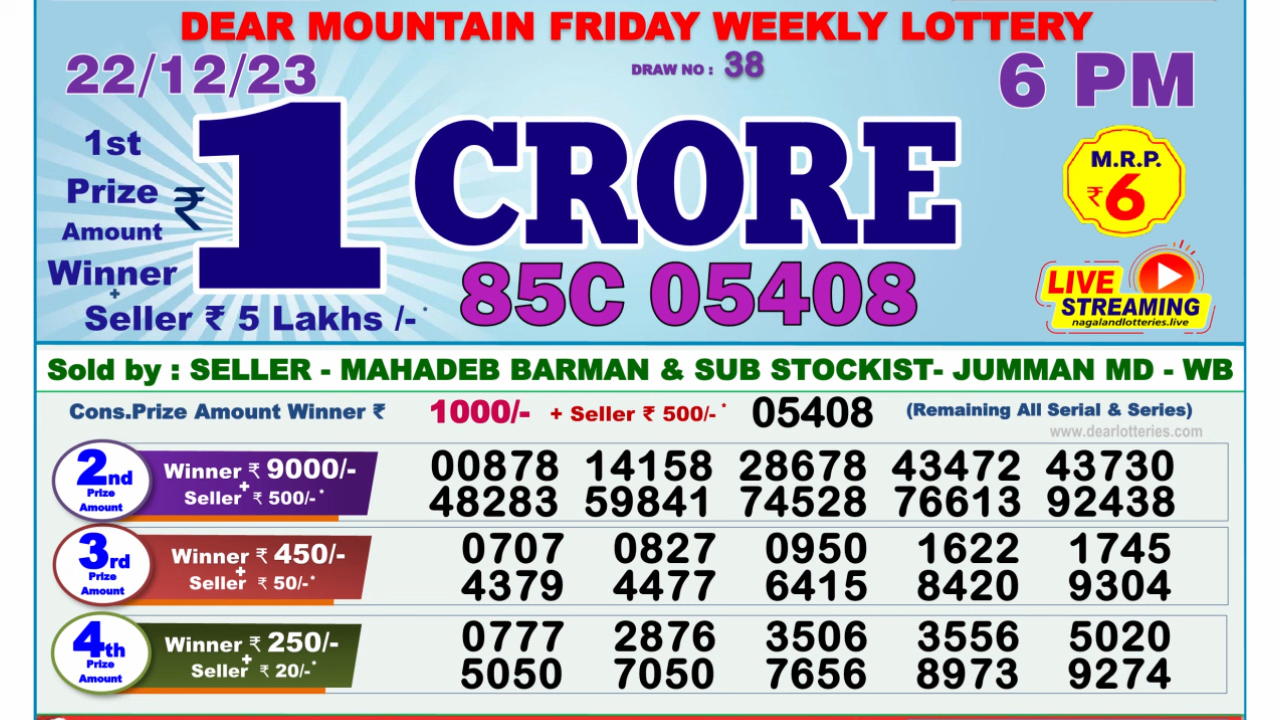 DEAR MOUNTAIN FRIDAY WEEKLY LOTTERY
22/12/23
DRAW NO : 38
6 PM
1st
Prize
Amount
Winner
+
Seller ₹ 5 Lakhs /-*
₹ 1 CRORE
85C 05408
M.R.P.
₹6
LIVE
STREAMING
nagalandlotteries.live
Sold by : SELLER - MAHADEB BARMAN & SUB STOCKIST- JUMMAN MD - WB
Cons.Prize Amount Winner ₹ 1000/- + Seller ₹ 500/-* 05408 (Remaining All Serial & Series)
www.dearlotteries.com
2nd
Prize
Amount
Winner ₹ 9000/-
+
Seller ₹ 500/-*
00878 14158 28678 43472 43730
48283 59841 74528 76613 92438
3rd
Prize
Amount
Winner ₹ 450/-
+
Seller ₹ 50/-*
0707 0827 0950 1622 1745
4379 4477 6415 8420 9304
4th
Prize
Amount
Winner ₹ 250/-
+
Seller ₹ 20/-*
0777 2876 3506 3556 5020
5050 7050 7656 8973 9274